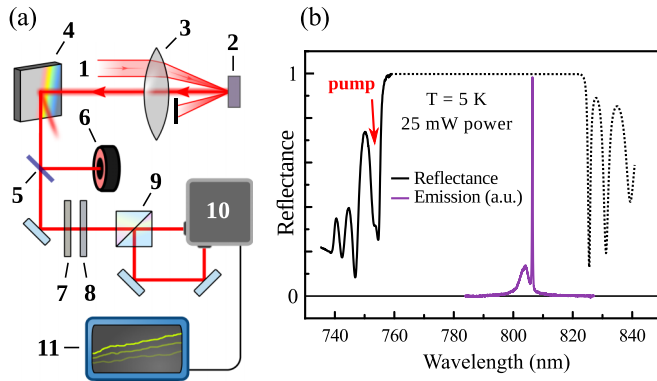 (a)
4
3
2
1
6
5
9
10
7
8
11
(b)
1
pump
T = 5 K
25 mW power
Reflectance
Emission (a.u.)
Reflectance
0
740 760 780 800 820 840
Wavelength (nm)